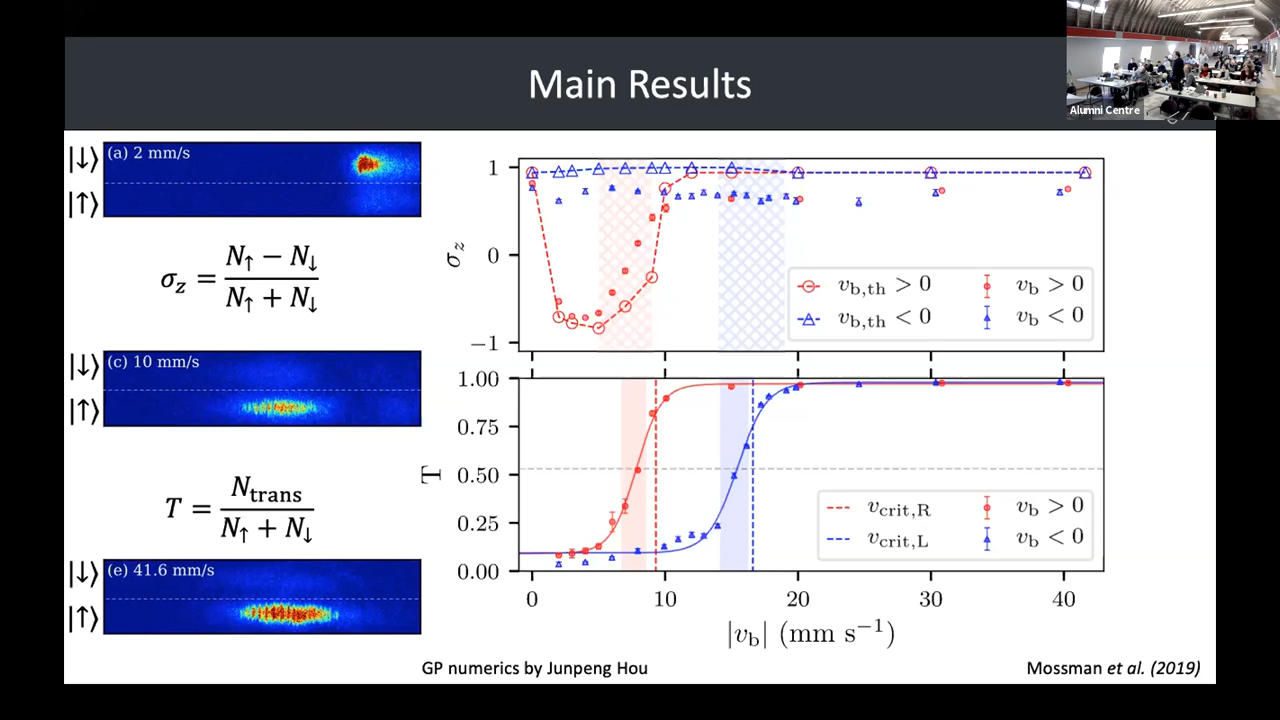 Main Results
Alumni Centre
|↓⟩
(a) 2 mm/s
|↑⟩
σz = N↑ − N↓ / N↑ + N↓
|↓⟩
(c) 10 mm/s
|↑⟩
T = Ntrans / N↑ + N↓
|↓⟩
(e) 41.6 mm/s
|↑⟩
1
0
−1
σz
vb,th > 0
vb > 0
vb,th < 0
vb < 0
1.00
0.75
0.50
0.25
0.00
T
vcrit,R
vb > 0
vcrit,L
vb < 0
0 10 20 30 40
|vb| (mm s−1)
GP numerics by Junpeng Hou
Mossman et al. (2019)